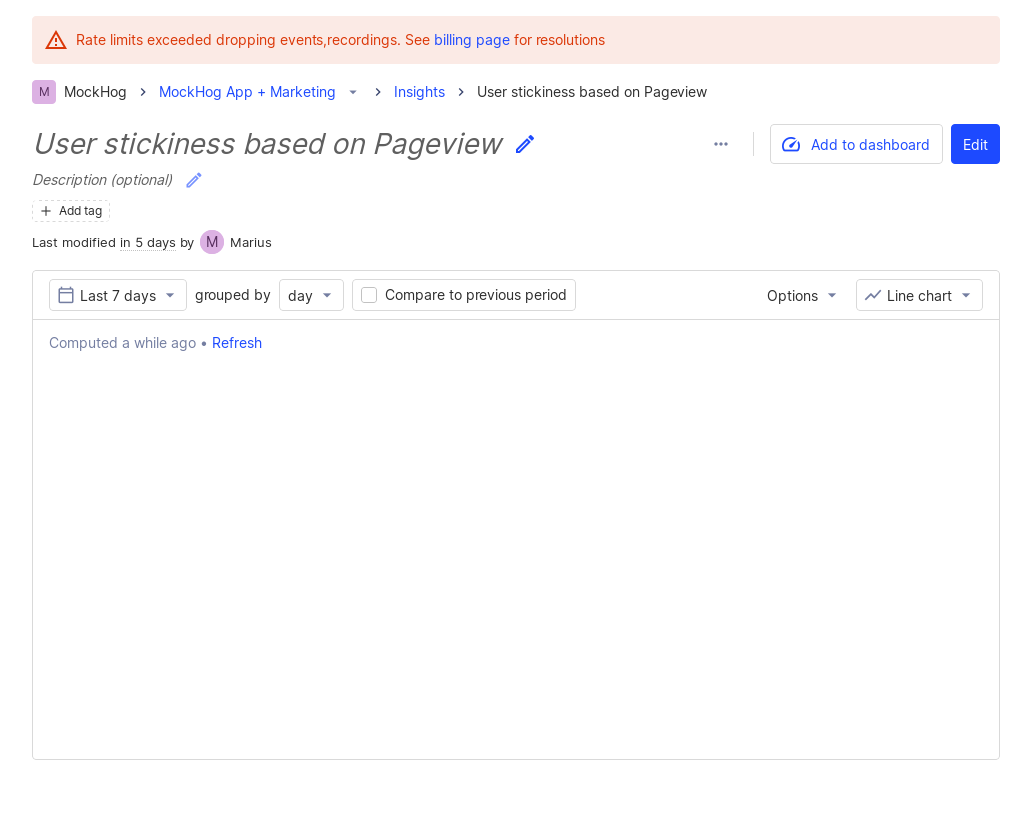 Rate limits exceeded dropping events,recordings. See billing page for resolutions
M MockHog MockHog App + Marketing Insights User stickiness based on Pageview
User stickiness based on Pageview Add to dashboard Edit
Description (optional)
Add tag
Last modified in 5 days by M Marius
Last 7 days grouped by day Compare to previous period Options Line chart
Computed a while ago • Refresh